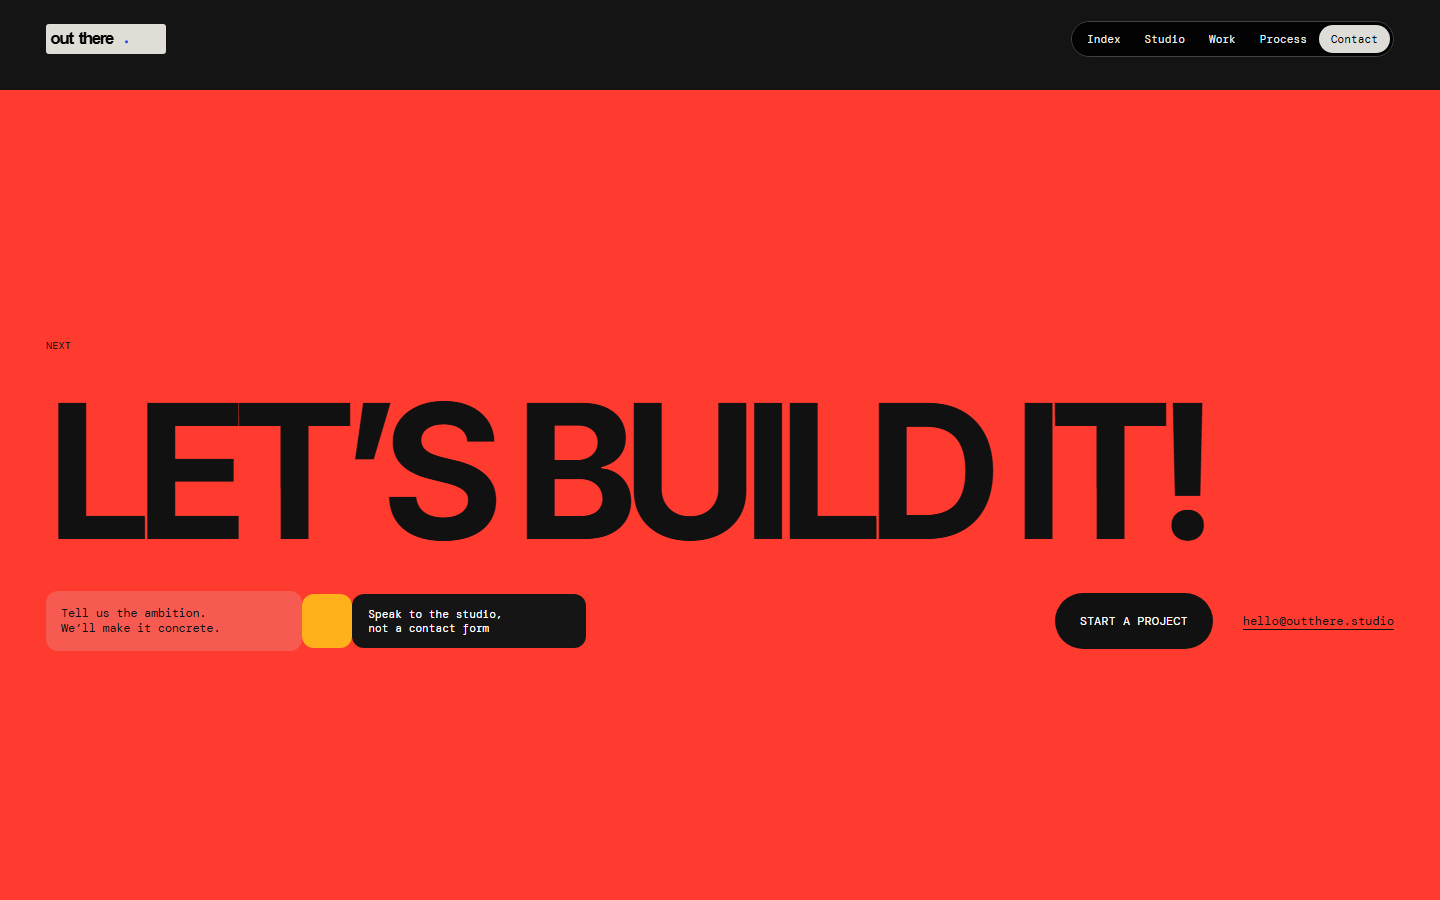 out there .
Index Studio Work Process Contact
NEXT
LET’S BUILD IT!
Tell us the ambition.
We’ll make it concrete.
Speak to the studio,
not a contact form
START A PROJECT
hello@outthere.studio